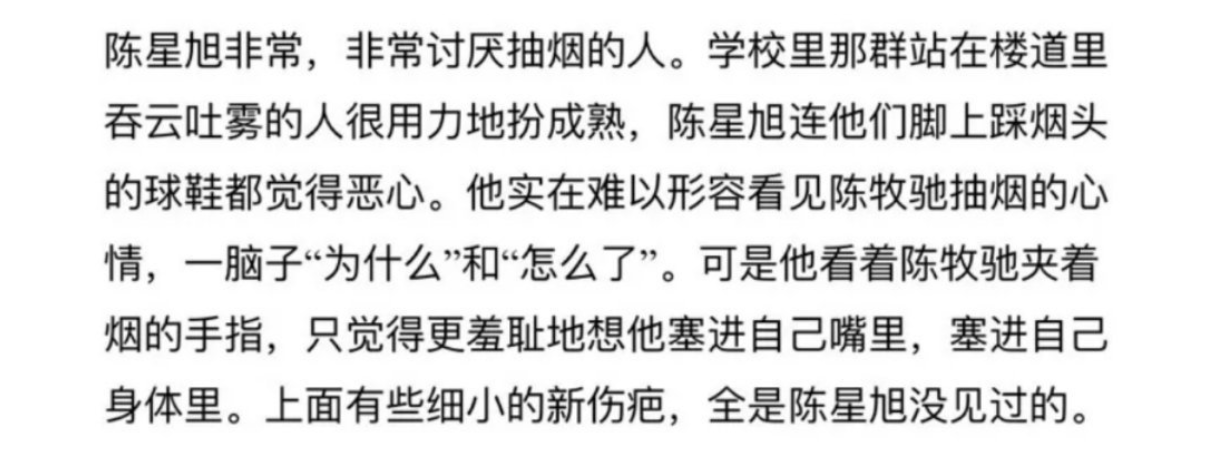 陈星旭非常，非常讨厌抽烟的人。学校里那群站在楼道里
吞云吐雾的人很用力地扮成熟，陈星旭连他们脚上踩烟头
的球鞋都觉得恶心。他实在难以形容看见陈牧驰抽烟的心
情，一脑子“为什么”和“怎么了”。可是他看着陈牧驰夹着
烟的手指，只觉得更羞耻地想他塞进自己嘴里，塞进自己
身体里。上面有些细小的新伤疤，全是陈星旭没见过的。